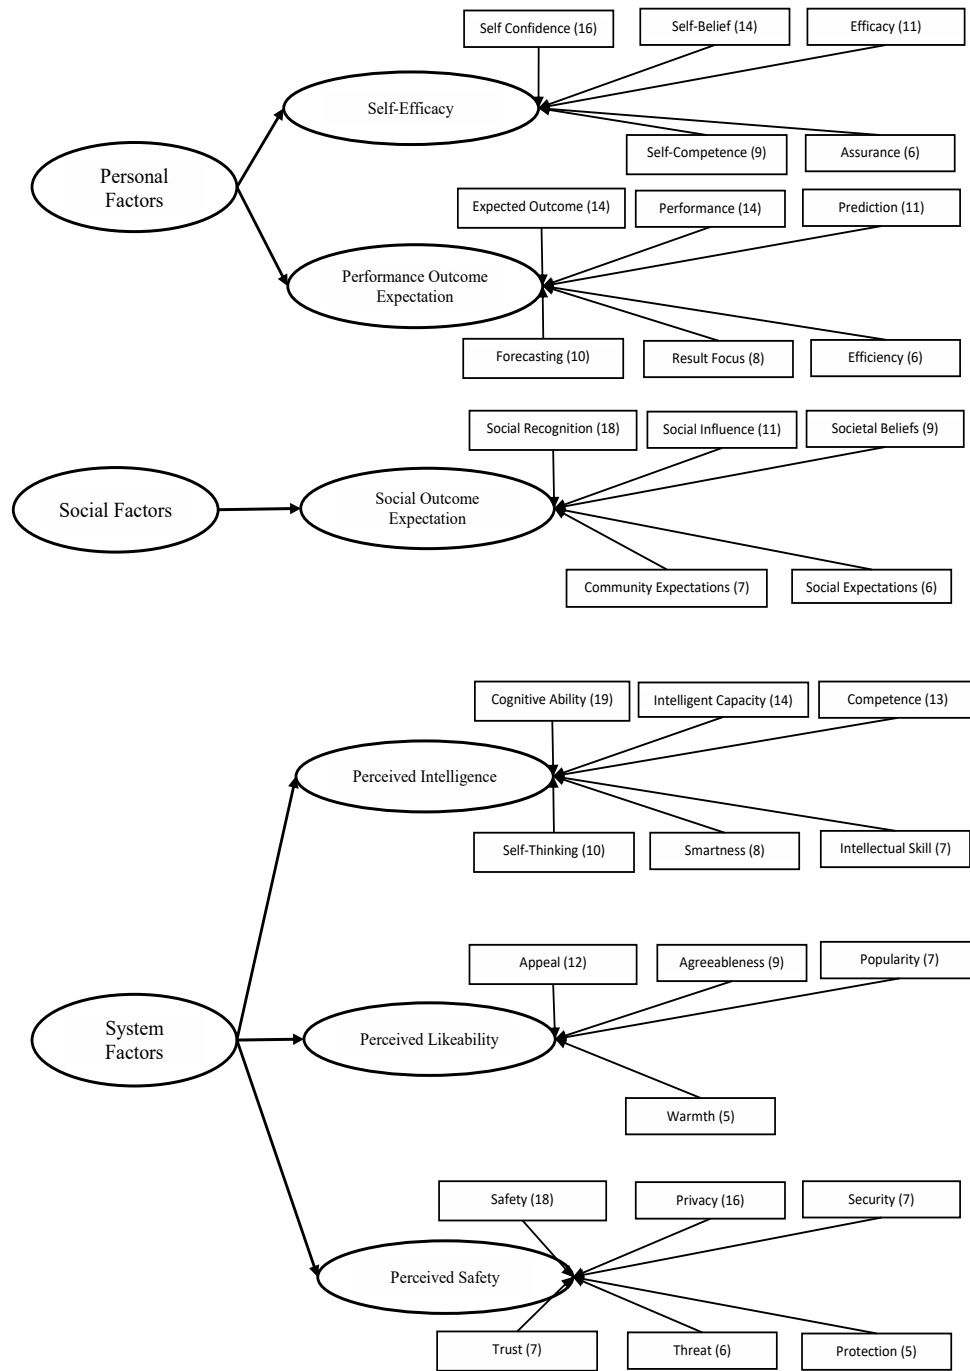 Self Confidence (16)
Self-Belief (14)
Efficacy (11)
Self-Efficacy
Self-Competence (9)
Assurance (6)
Personal
Factors
Expected Outcome (14)
Performance (14)
Prediction (11)
Performance Outcome
Expectation
Forecasting (10)
Result Focus (8)
Efficiency (6)
Social Recognition (18)
Social Influence (11)
Societal Beliefs (9)
Social Factors
Social Outcome
Expectation
Community Expectations (7)
Social Expectations (6)
Cognitive Ability (19)
Intelligent Capacity (14)
Competence (13)
Perceived Intelligence
Self-Thinking (10)
Smartness (8)
Intellectual Skill (7)
Appeal (12)
Agreeableness (9)
Popularity (7)
System
Factors
Perceived Likeability
Warmth (5)
Safety (18)
Privacy (16)
Security (7)
Perceived Safety
Trust (7)
Threat (6)
Protection (5)